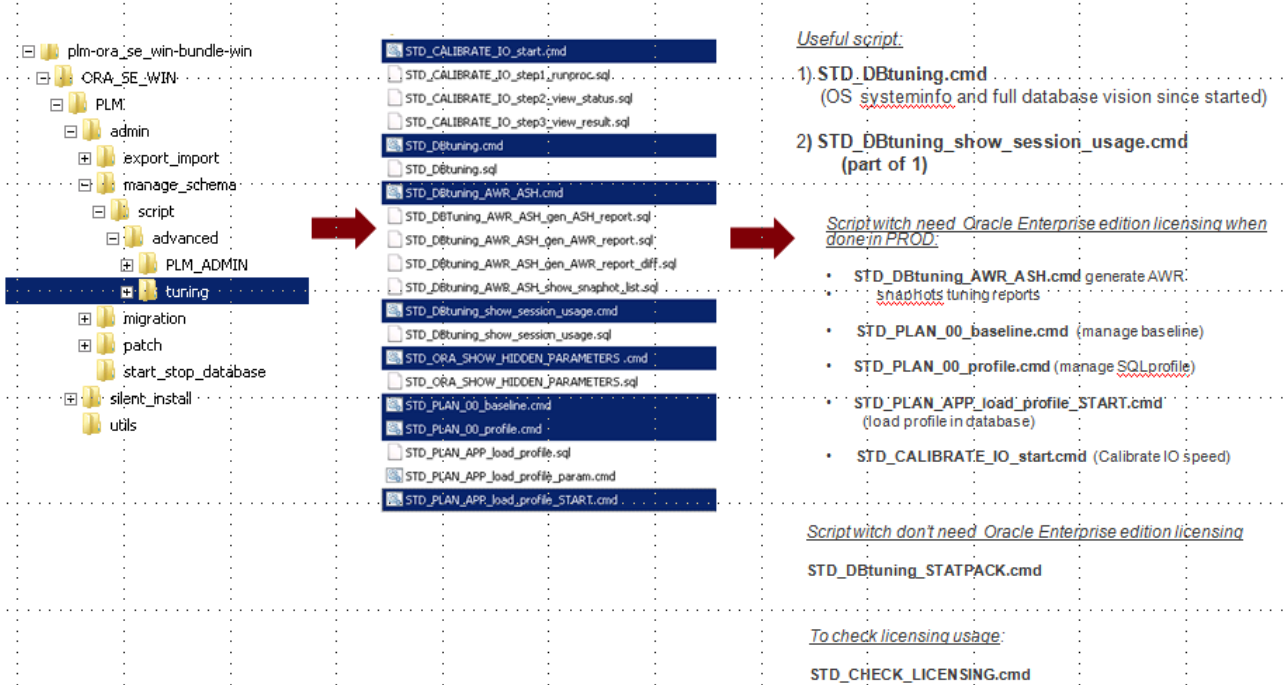 plm-ora_se_win-bundle-win
ORA_SE_WIN
PLM
admin
export_import
manage_schema
script
advanced
PLM_ADMIN
tuning
migration
patch
start_stop_database
silent_install
utils
STD_CALIBRATE_IO_start.cmd
STD_CALIBRATE_IO_step1_runproc.sql
STD_CALIBRATE_IO_step2_view_status.sql
STD_CALIBRATE_IO_step3_view_result.sql
STD_DBtuning.cmd
STD_DBtuning.sql
STD_DBtuning_AWR_ASH.cmd
STD_DBTuning_AWR_ASH_gen_ASH_report.sql
STD_DBtuning_AWR_ASH_gen_AWR_report.sql
STD_DBtuning_AWR_ASH_gen_AWR_report_diff.sql
STD_DBtuning_AWR_ASH_show_snaphot_list.sql
STD_DBtuning_show_session_usage.cmd
STD_DBtuning_show_session_usage.sql
STD_ORA_SHOW_HIDDEN_PARAMETERS .cmd
STD_ORA_SHOW_HIDDEN_PARAMETERS.sql
STD_PLAN_00_baseline.cmd
STD_PLAN_00_profile.cmd
STD_PLAN_APP_load_profile.sql
STD_PLAN_APP_load_profile_param.cmd
STD_PLAN_APP_load_profile_START.cmd
Useful script:
1) STD_DBtuning.cmd
(OS systeminfo and full database vision since started)
2) STD_DBtuning_show_session_usage.cmd
(part of 1)
Script witch need Oracle Enterprise edition licensing when
done in PROD:
• STD_DBtuning_AWR_ASH.cmd generate AWR
• snaphots tuning reports
• STD_PLAN_00_baseline.cmd (manage baseline)
• STD_PLAN_00_profile.cmd (manage SQLprofile)
• STD_PLAN_APP_load_profile_START.cmd
(load profile in database)
• STD_CALIBRATE_IO_start.cmd (Calibrate IO speed)
Script witch don't need Oracle Enterprise edition licensing
STD_DBtuning_STATPACK.cmd
To check licensing usage:
STD_CHECK_LICENSING.cmd